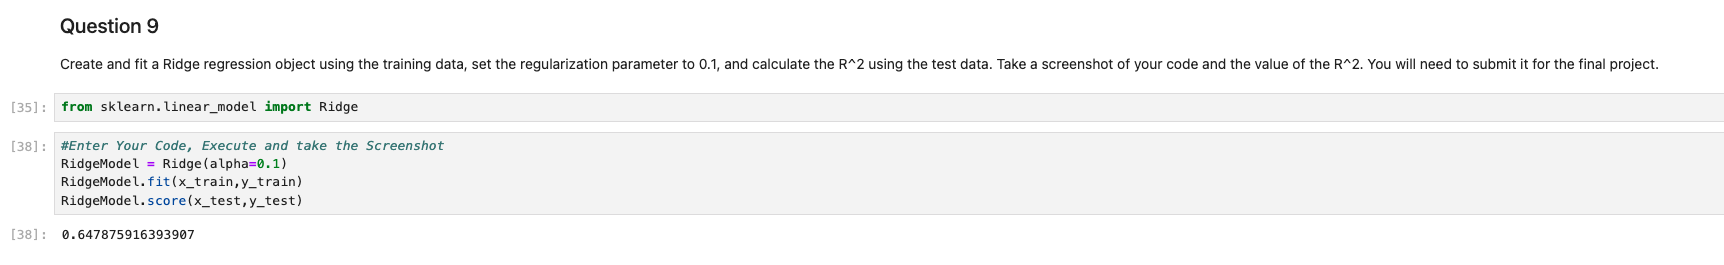 Question 9
Create and fit a Ridge regression object using the training data, set the regularization parameter to 0.1, and calculate the R^2 using the test data. Take a screenshot of your code and the value of the R^2. You will need to submit it for the final project.
[35]: from sklearn.linear_model import Ridge
[38]: #Enter Your Code, Execute and take the Screenshot
RidgeModel = Ridge(alpha=0.1)
RidgeModel.fit(x_train,y_train)
RidgeModel.score(x_test,y_test)
[38]: 0.647875916393907